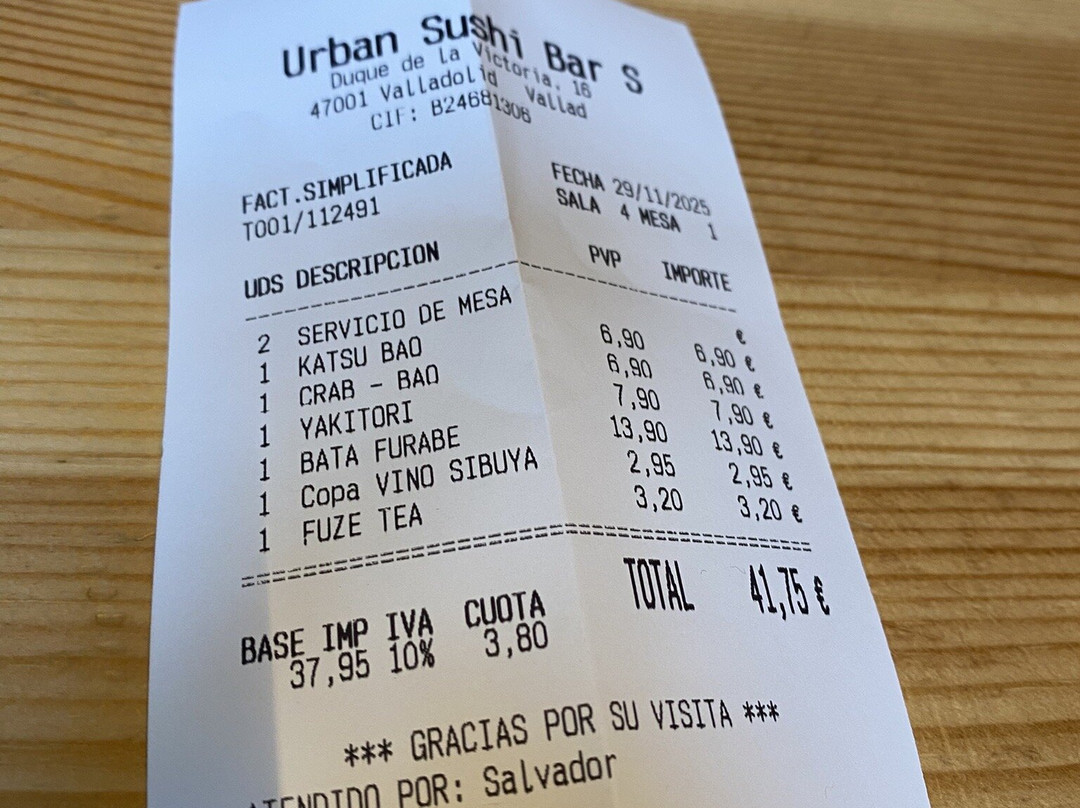 Urban Sushi Bar S
Duque de la Victoria, 16
47001 Valladolid Vallad
CIF: B24681306
FACT.SIMPLIFICADA FECHA 29/11/2025
T001/112491 SALA 4 MESA 1
UDS DESCRIPCION PVP IMPORTE
2 SERVICIO DE MESA €
1 KATSU BAO 6,90 6,90 €
1 CRAB - BAO 6,90 6,90 €
1 YAKITORI 7,90 7,90 €
1 BATA FURABE 13,90 13,90 €
1 Copa VINO SIBUYA 2,95 2,95 €
1 FUZE TEA 3,20 3,20 €
TOTAL 41,75 €
BASE IMP IVA CUOTA
37,95 10% 3,80
*** GRACIAS POR SU VISITA ***
ATENDIDO POR: Salvador